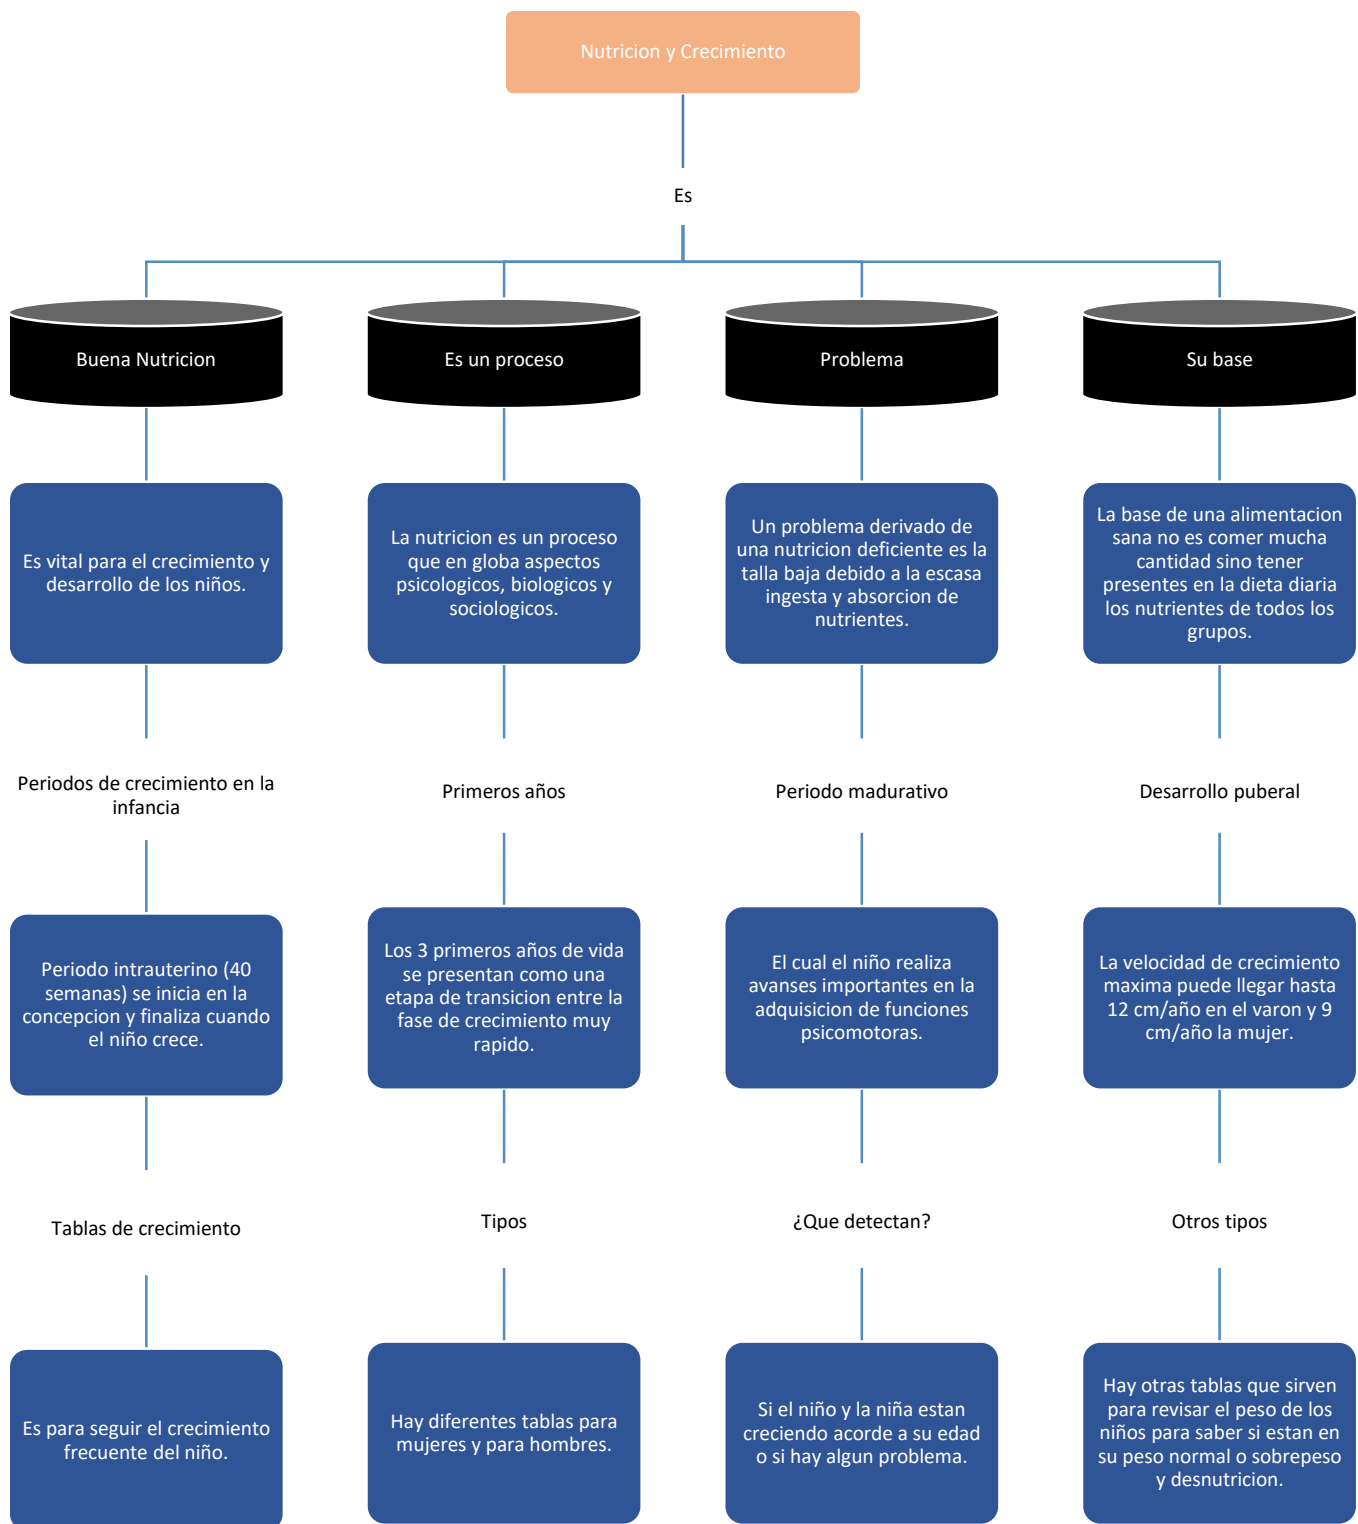 Nutricion y Crecimiento
Es
Buena Nutricion
Es un proceso
Problema
Su base
Es vital para el crecimiento y
desarrollo de los niños.
La nutricion es un proceso
que en globa aspectos
psicologicos, biologicos y
sociologicos.
Un problema derivado de
una nutricion deficiente es la
talla baja debido a la escasa
ingesta y absorcion de
nutrientes.
La base de una alimentacion
sana no es comer mucha
cantidad sino tener
presentes en la dieta diaria
los nutrientes de todos los
grupos.
Periodos de crecimiento en la
infancia
Primeros años
Periodo madurativo
Desarrollo puberal
Periodo intrauterino (40
semanas) se inicia en la
concepcion y finaliza cuando
el niño crece.
Los 3 primeros años de vida
se presentan como una
etapa de transicion entre la
fase de crecimiento muy
rapido.
El cual el niño realiza
avanses importantes en la
adquisicion de funciones
psicomotoras.
La velocidad de crecimiento
maxima puede llegar hasta
12 cm/año en el varon y 9
cm/año la mujer.
Tablas de crecimiento
Tipos
¿Que detectan?
Otros tipos
Es para seguir el crecimiento
frecuente del niño.
Hay diferentes tablas para
mujeres y para hombres.
Si el niño y la niña estan
creciendo acorde a su edad
o si hay algun problema.
Hay otras tablas que sirven
para revisar el peso de los
niños para saber si estan en
su peso normal o sobrepeso
y desnutricion.